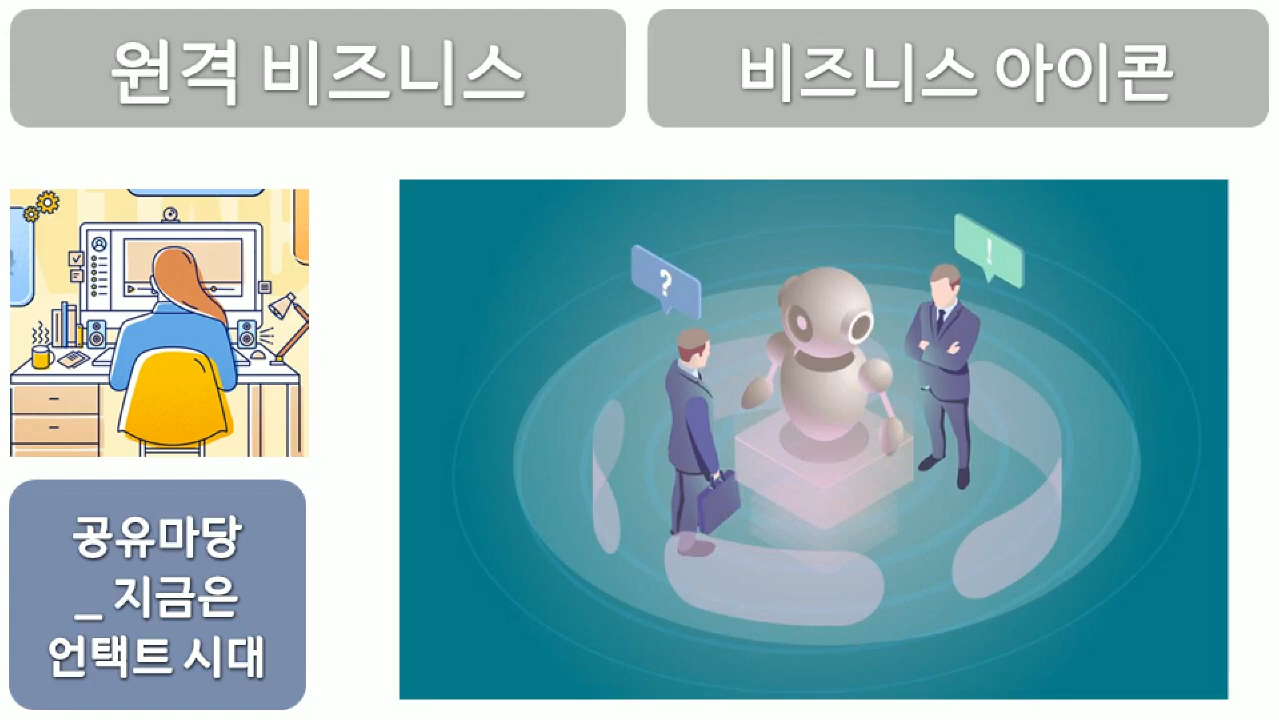 원격 비즈니스
비즈니스 아이콘
?
!
공유마당
_ 지금은
언택트 시대